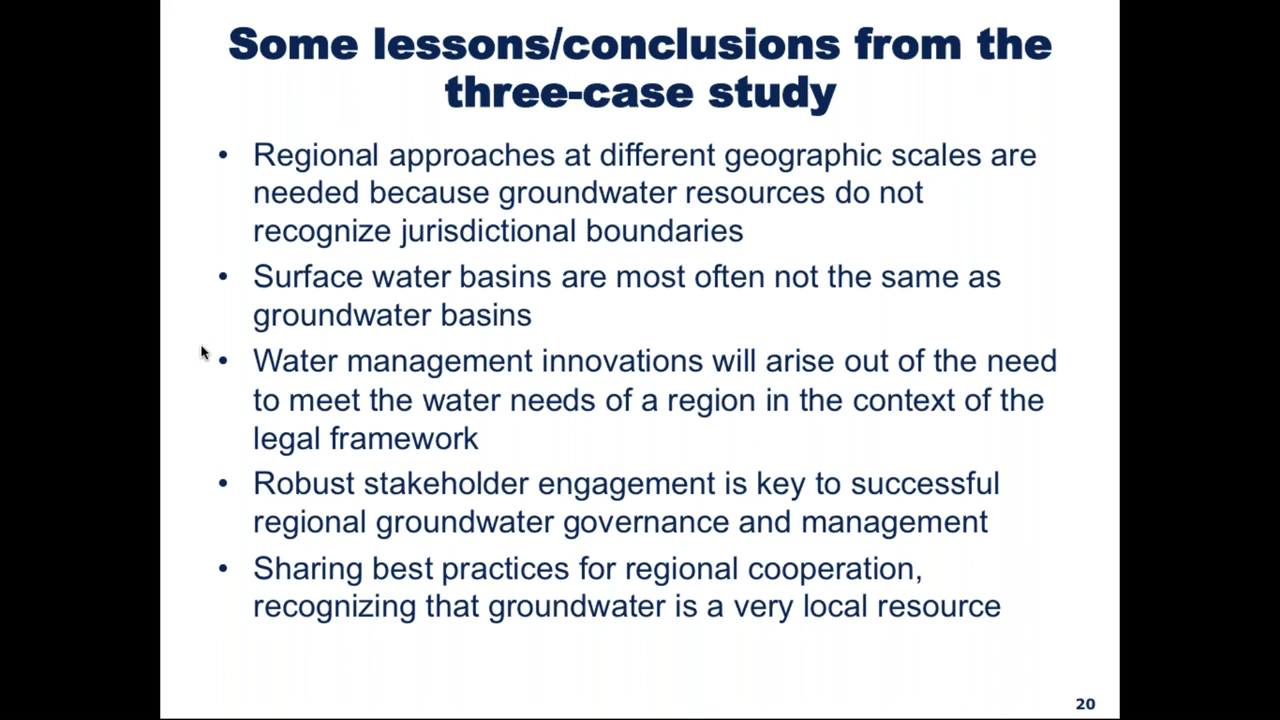 Some lessons/conclusions from the
three-case study
• Regional approaches at different geographic scales are
needed because groundwater resources do not
recognize jurisdictional boundaries
• Surface water basins are most often not the same as
groundwater basins
• Water management innovations will arise out of the need
to meet the water needs of a region in the context of the
legal framework
• Robust stakeholder engagement is key to successful
regional groundwater governance and management
• Sharing best practices for regional cooperation,
recognizing that groundwater is a very local resource
20